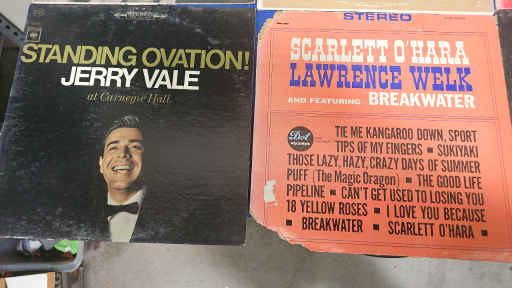 STANDING OVATION!
JERRY VALE
at Carnegie Hall
STEREO
SCARLETT O'HARA
LAWRENCE WELK
AND FEATURING BREAKWATER
Dot
RECORDS
TIE ME KANGAROO DOWN, SPORT
TIPS OF MY FINGERS ■ SUKIYAKI
THOSE LAZY, HAZY, CRAZY DAYS OF SUMMER
PUFF (The Magic Dragon) ■ THE GOOD LIFE
PIPELINE ■ CAN'T GET USED TO LOSING YOU
18 YELLOW ROSES ■ I LOVE YOU BECAUSE
■ BREAKWATER ■ SCARLETT O'HARA ■